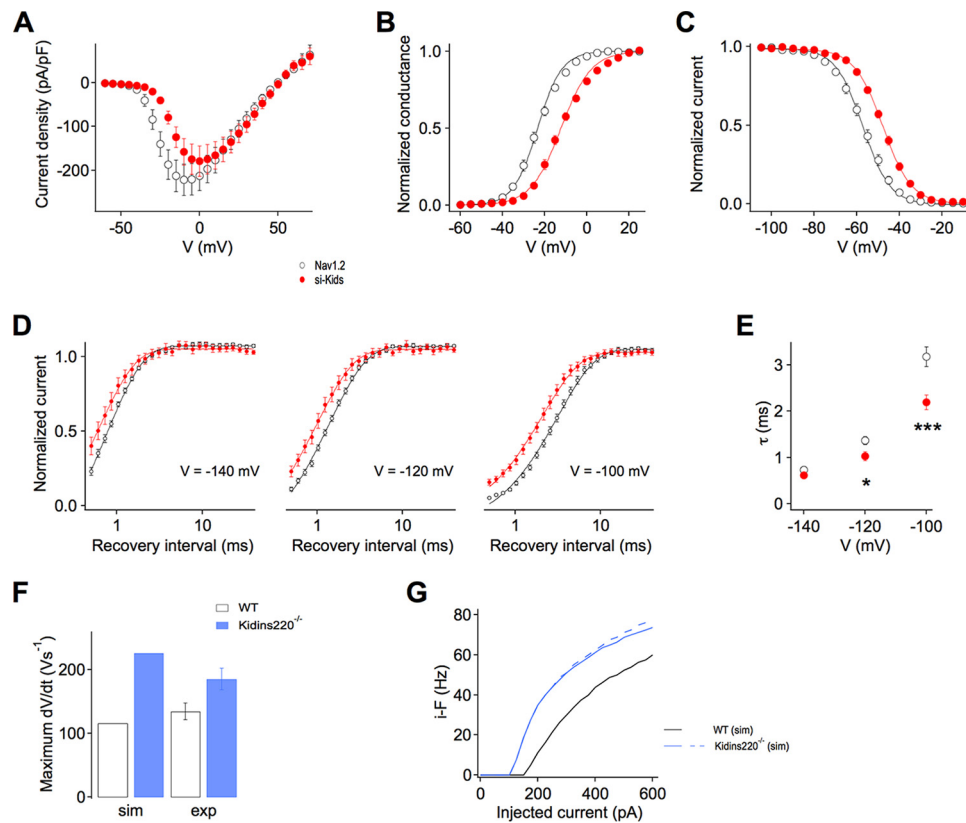 A
Current density (pA/pF)
0
-100
-200
-50
0
50
V (mV)
B
Normalized conductance
1.0
0.5
0.0
-60
-40
-20
0
20
V (mV)
C
Normalized current
1.0
0.5
0.0
-100
-80
-60
-40
-20
V (mV)
Nav1.2
si-Kids
D
Normalized current
1.0
0.5
0.0
V = -140 mV
V = -120 mV
V = -100 mV
1
10
1
10
1
10
Recovery interval (ms)
Recovery interval (ms)
Recovery interval (ms)
E
τ (ms)
3
2
1
0
***
*
-140
-120
-100
V (mV)
F
WT
Kidins220-/-
Maximum dV/dt (Vs-1)
200
100
0
sim
exp
G
i-F (Hz)
80
60
40
20
0
0
200
400
600
Injected current (pA)
WT (sim)
Kidins220-/- (sim)